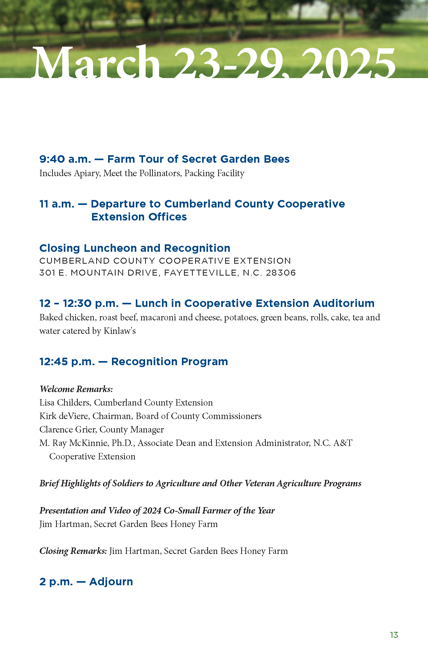 March 23-29, 2025
9:40 a.m. — Farm Tour of Secret Garden Bees
Includes Apiary, Meet the Pollinators, Packing Facility
11 a.m. — Departure to Cumberland County Cooperative
Extension Offices
Closing Luncheon and Recognition
CUMBERLAND COUNTY COOPERATIVE EXTENSION
301 E. MOUNTAIN DRIVE, FAYETTEVILLE, N.C. 28306
12 – 12:30 p.m. — Lunch in Cooperative Extension Auditorium
Baked chicken, roast beef, macaroni and cheese, potatoes, green beans, rolls, cake, tea and
water catered by Kinlaw's
12:45 p.m. — Recognition Program
Welcome Remarks:
Lisa Childers, Cumberland County Extension
Kirk deViere, Chairman, Board of County Commissioners
Clarence Grier, County Manager
M. Ray McKinnie, Ph.D., Associate Dean and Extension Administrator, N.C. A&T
Cooperative Extension
Brief Highlights of Soldiers to Agriculture and Other Veteran Agriculture Programs
Presentation and Video of 2024 Co-Small Farmer of the Year
Jim Hartman, Secret Garden Bees Honey Farm
Closing Remarks: Jim Hartman, Secret Garden Bees Honey Farm
2 p.m. — Adjourn
13